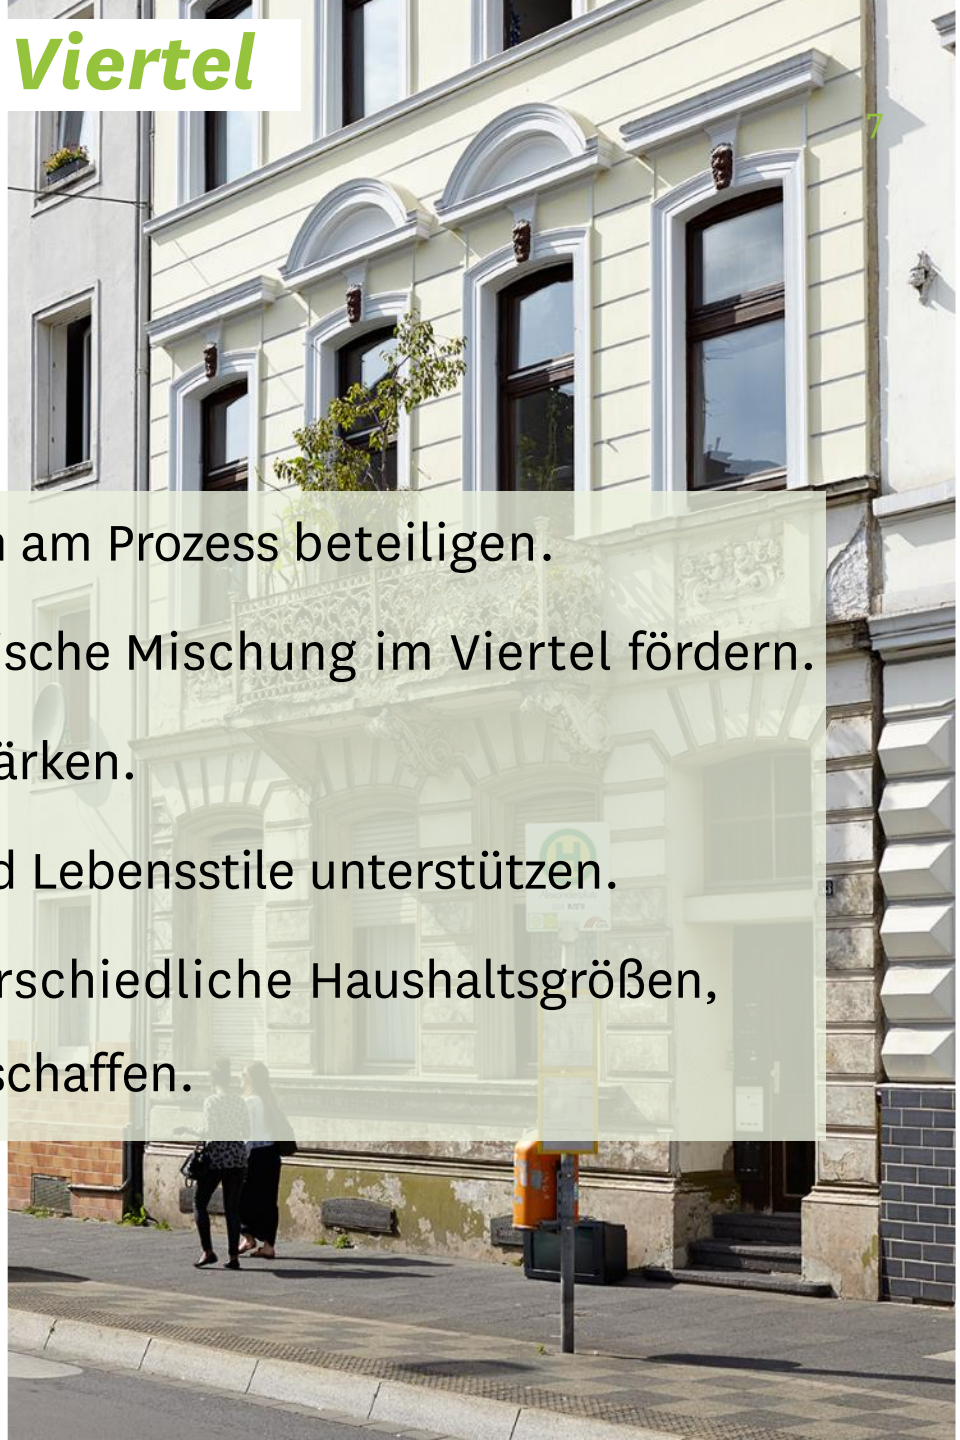 Viertel
7
am Prozess beteiligen.
sche Mischung im Viertel fördern.
ärken.
d Lebensstile unterstützen.
rschiedliche Haushaltsgrößen,
schaffen.
H